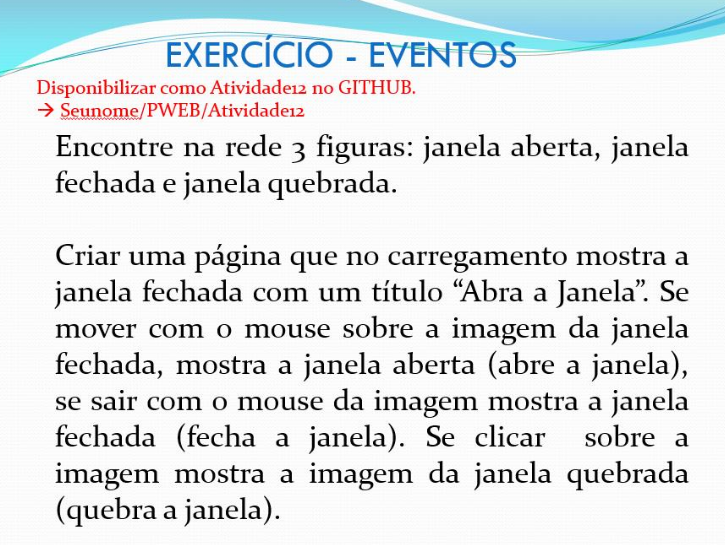 EXERCÍCIO - EVENTOS
Disponibilizar como Atividade12 no GITHUB.
→ Seunome/PWEB/Atividade12
Encontre na rede 3 figuras: janela aberta, janela
fechada e janela quebrada.
Criar uma página que no carregamento mostra a
janela fechada com um título “Abra a Janela”. Se
mover com o mouse sobre a imagem da janela
fechada, mostra a janela aberta (abre a janela),
se sair com o mouse da imagem mostra a janela
fechada (fecha a janela). Se clicar sobre a
imagem mostra a imagem da janela quebrada
(quebra a janela).